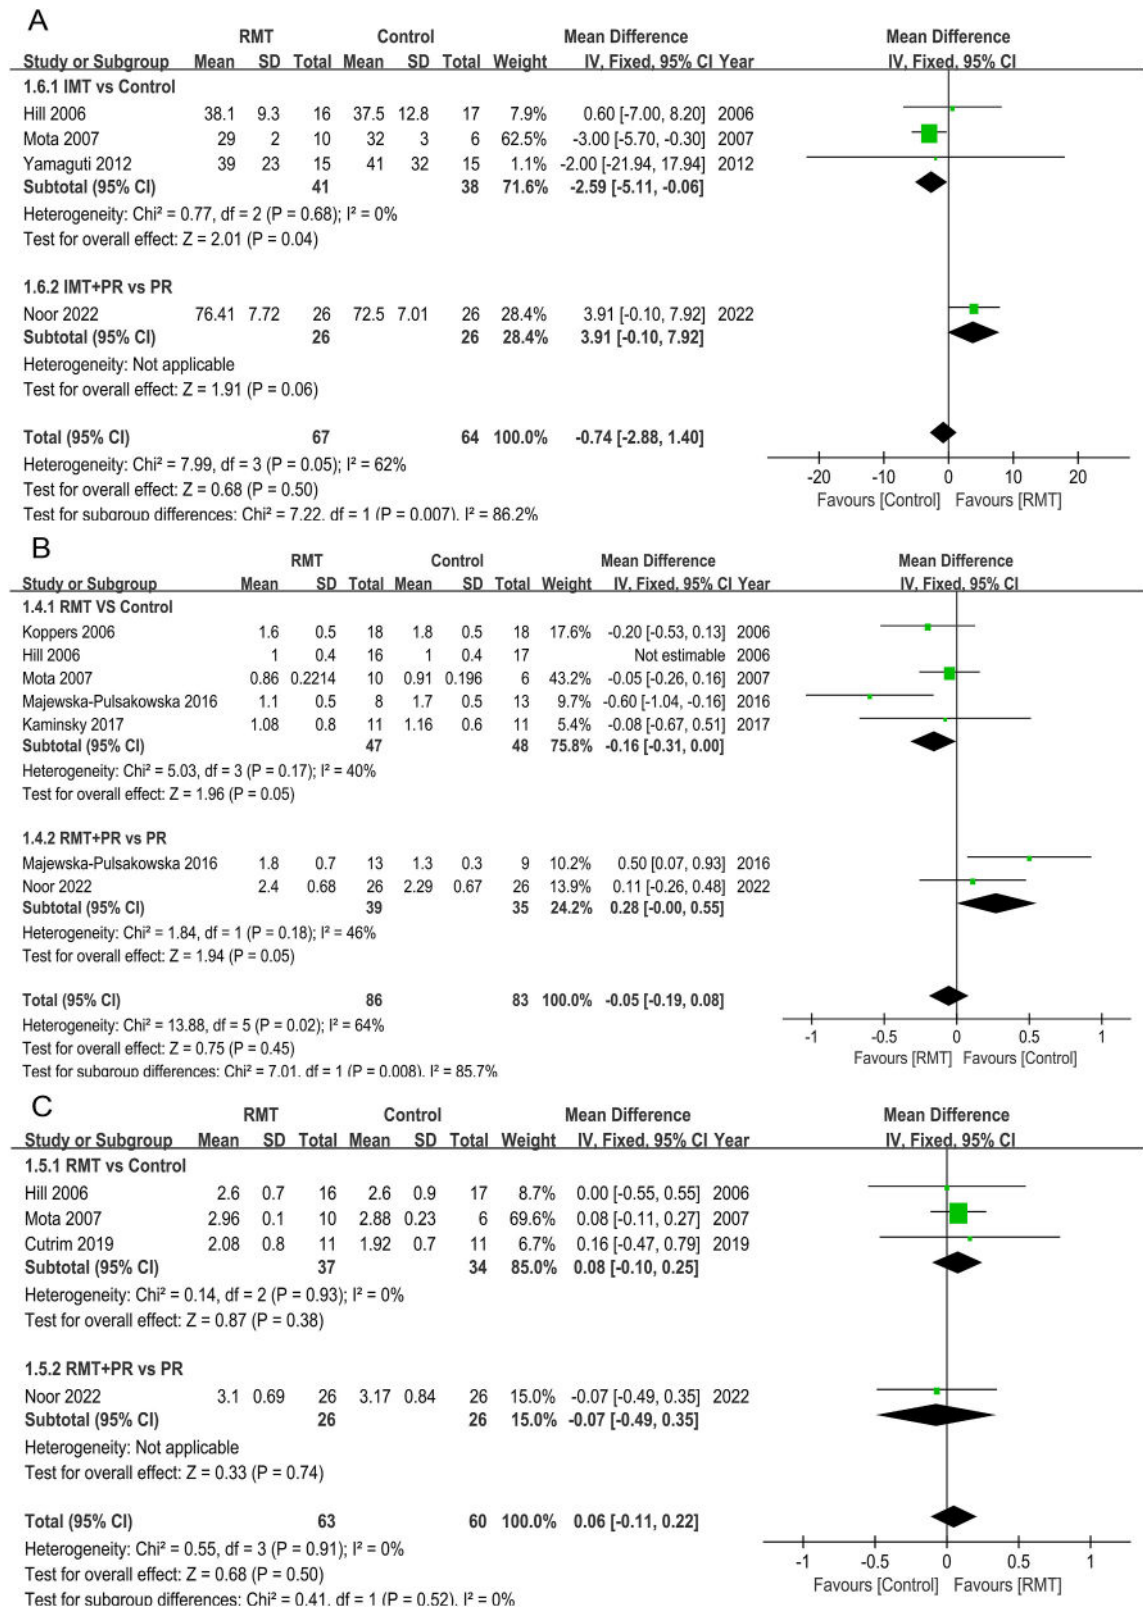 A
RMT Control Mean Difference Mean Difference
Study or Subgroup Mean SD Total Mean SD Total Weight IV, Fixed, 95% CI Year IV, Fixed, 95% CI
1.6.1 IMT vs Control
Hill 2006 38.1 9.3 16 37.5 12.8 17 7.9% 0.60 [-7.00, 8.20] 2006
Mota 2007 29 2 10 32 3 6 62.5% -3.00 [-5.70, -0.30] 2007
Yamaguti 2012 39 23 15 41 32 15 1.1% -2.00 [-21.94, 17.94] 2012
Subtotal (95% CI) 41 38 71.6% -2.59 [-5.11, -0.06]
Heterogeneity: Chi² = 0.77, df = 2 (P = 0.68); I² = 0%
Test for overall effect: Z = 2.01 (P = 0.04)
1.6.2 IMT+PR vs PR
Noor 2022 76.41 7.72 26 72.5 7.01 26 28.4% 3.91 [-0.10, 7.92] 2022
Subtotal (95% CI) 26 26 28.4% 3.91 [-0.10, 7.92]
Heterogeneity: Not applicable
Test for overall effect: Z = 1.91 (P = 0.06)
Total (95% CI) 67 64 100.0% -0.74 [-2.88, 1.40]
Heterogeneity: Chi² = 7.99, df = 3 (P = 0.05); I² = 62%
Test for overall effect: Z = 0.68 (P = 0.50)
Test for subgroup differences: Chi² = 7.22, df = 1 (P = 0.007), I² = 86.2%
-20 -10 0 10 20
Favours [Control] Favours [RMT]
B
RMT Control Mean Difference Mean Difference
Study or Subgroup Mean SD Total Mean SD Total Weight IV, Fixed, 95% CI Year IV, Fixed, 95% CI
1.4.1 RMT VS Control
Koppers 2006 1.6 0.5 18 1.8 0.5 18 17.6% -0.20 [-0.53, 0.13] 2006
Hill 2006 1 0.4 16 1 0.4 17 Not estimable 2006
Mota 2007 0.86 0.2214 10 0.91 0.196 6 43.2% -0.05 [-0.26, 0.16] 2007
Majewska-Pulsakowska 2016 1.1 0.5 8 1.7 0.5 13 9.7% -0.60 [-1.04, -0.16] 2016
Kaminsky 2017 1.08 0.8 11 1.16 0.6 11 5.4% -0.08 [-0.67, 0.51] 2017
Subtotal (95% CI) 47 48 75.8% -0.16 [-0.31, 0.00]
Heterogeneity: Chi² = 5.03, df = 3 (P = 0.17); I² = 40%
Test for overall effect: Z = 1.96 (P = 0.05)
1.4.2 RMT+PR vs PR
Majewska-Pulsakowska 2016 1.8 0.7 13 1.3 0.3 9 10.2% 0.50 [0.07, 0.93] 2016
Noor 2022 2.4 0.68 26 2.29 0.67 26 13.9% 0.11 [-0.26, 0.48] 2022
Subtotal (95% CI) 39 35 24.2% 0.28 [-0.00, 0.55]
Heterogeneity: Chi² = 1.84, df = 1 (P = 0.18); I² = 46%
Test for overall effect: Z = 1.94 (P = 0.05)
Total (95% CI) 86 83 100.0% -0.05 [-0.19, 0.08]
Heterogeneity: Chi² = 13.88, df = 5 (P = 0.02); I² = 64%
Test for overall effect: Z = 0.75 (P = 0.45)
Test for subgroup differences: Chi² = 7.01, df = 1 (P = 0.008), I² = 85.7%
-1 -0.5 0 0.5 1
Favours [RMT] Favours [Control]
C
RMT Control Mean Difference Mean Difference
Study or Subgroup Mean SD Total Mean SD Total Weight IV, Fixed, 95% CI Year IV, Fixed, 95% CI
1.5.1 RMT vs Control
Hill 2006 2.6 0.7 16 2.6 0.9 17 8.7% 0.00 [-0.55, 0.55] 2006
Mota 2007 2.96 0.1 10 2.88 0.23 6 69.6% 0.08 [-0.11, 0.27] 2007
Cutrim 2019 2.08 0.8 11 1.92 0.7 11 6.7% 0.16 [-0.47, 0.79] 2019
Subtotal (95% CI) 37 34 85.0% 0.08 [-0.10, 0.25]
Heterogeneity: Chi² = 0.14, df = 2 (P = 0.93); I² = 0%
Test for overall effect: Z = 0.87 (P = 0.38)
1.5.2 RMT+PR vs PR
Noor 2022 3.1 0.69 26 3.17 0.84 26 15.0% -0.07 [-0.49, 0.35] 2022
Subtotal (95% CI) 26 26 15.0% -0.07 [-0.49, 0.35]
Heterogeneity: Not applicable
Test for overall effect: Z = 0.33 (P = 0.74)
Total (95% CI) 63 60 100.0% 0.06 [-0.11, 0.22]
Heterogeneity: Chi² = 0.55, df = 3 (P = 0.91); I² = 0%
Test for overall effect: Z = 0.68 (P = 0.50)
Test for subgroup differences: Chi² = 0.41, df = 1 (P = 0.52), I² = 0%
-1 -0.5 0 0.5 1
Favours [Control] Favours [RMT]